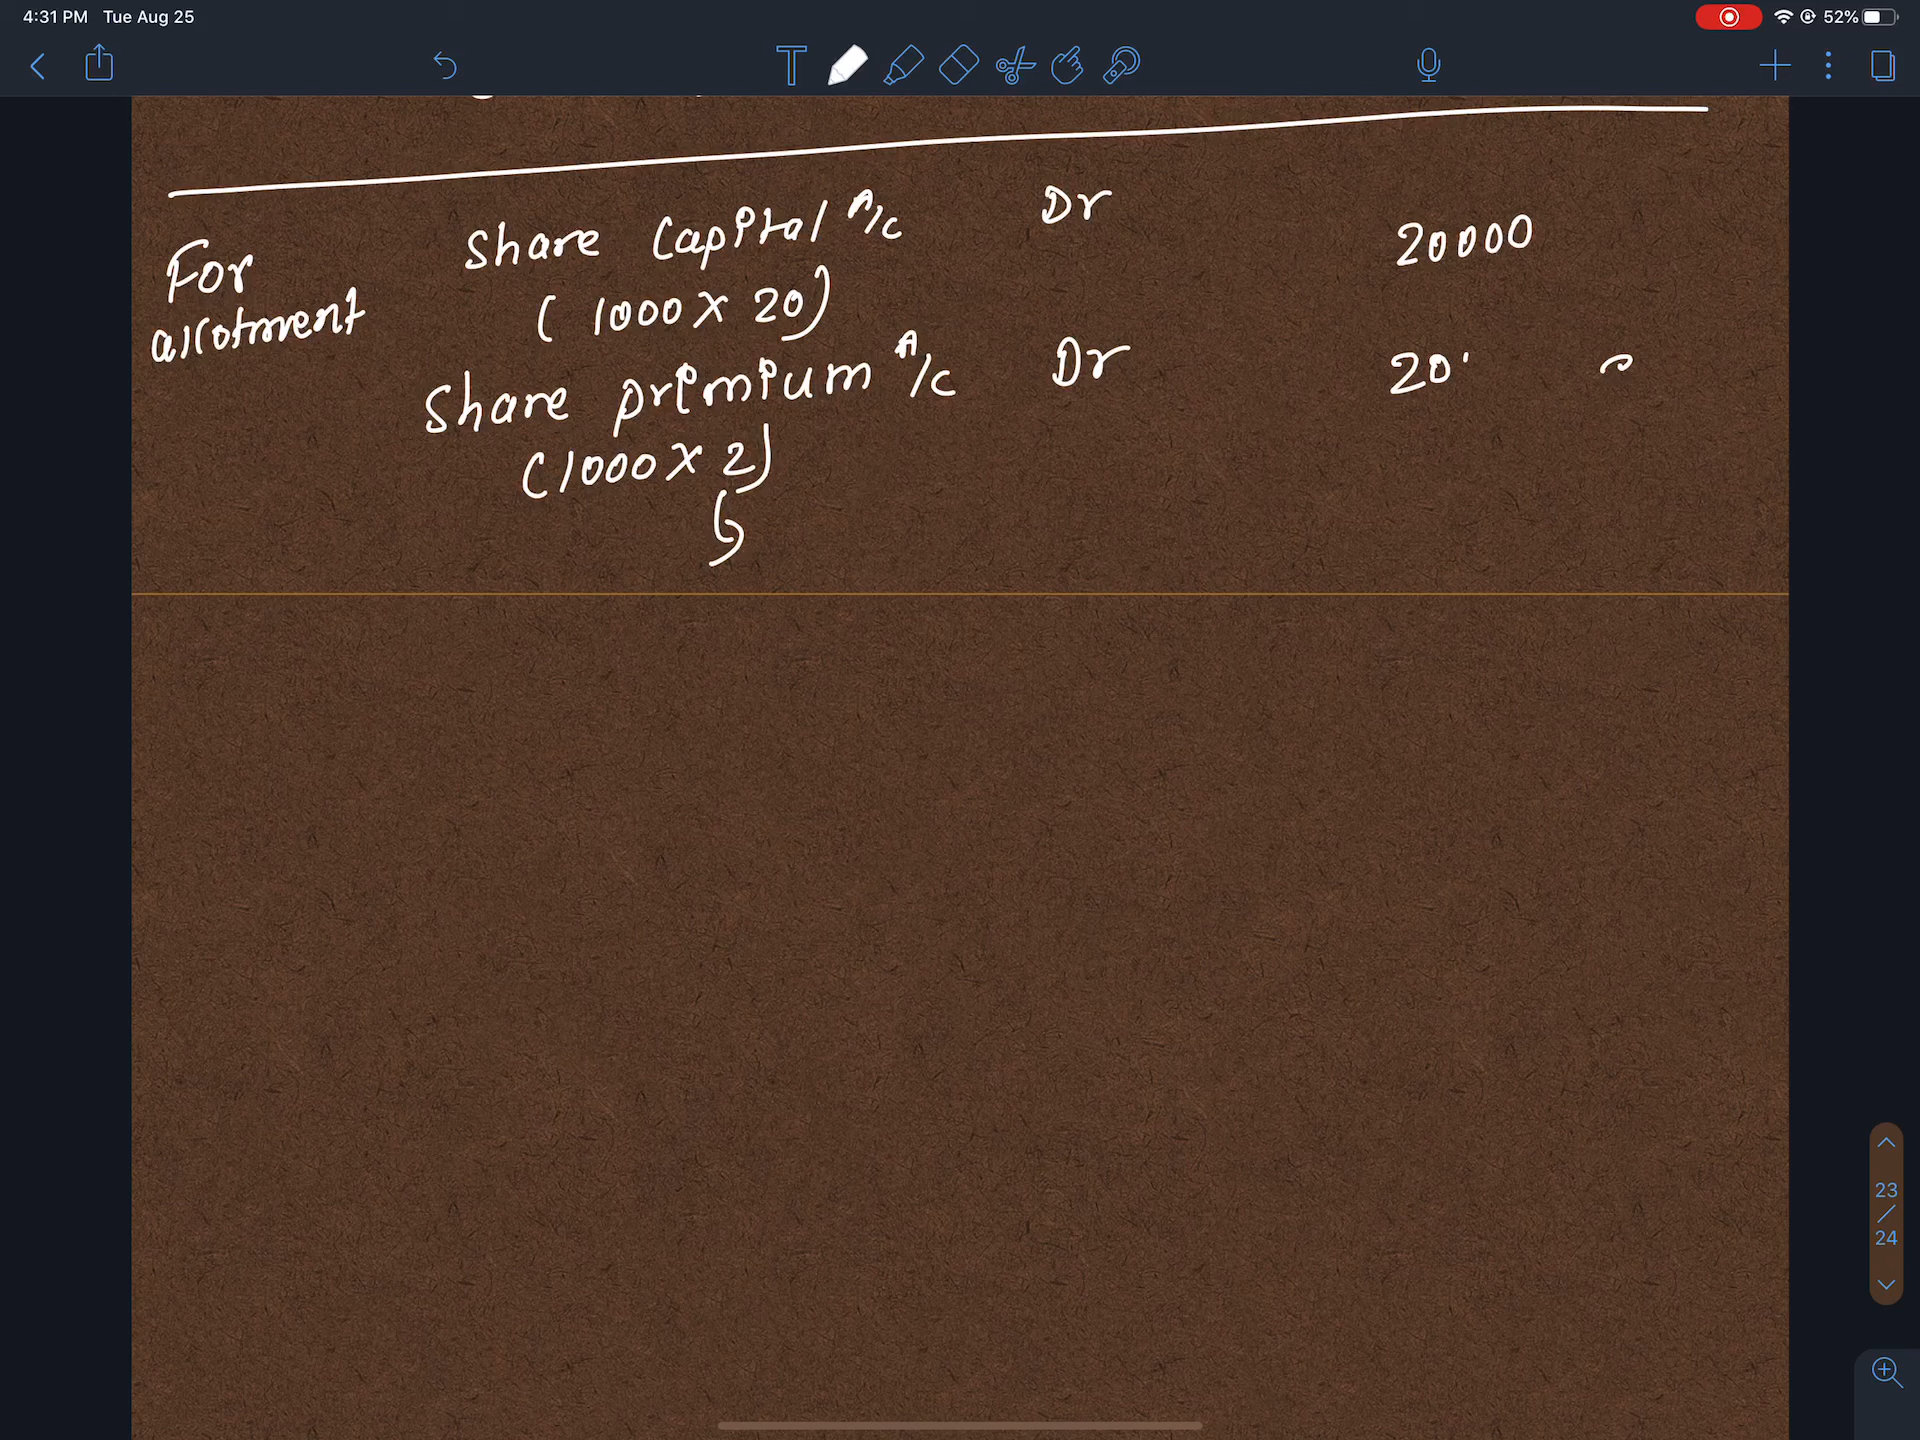 4:31 PM Tue Aug 25
52%
Share Capital A/c Dr 20000
For
allotment
(1000 X 20)
Share premium A/c Dr 20
(1000 X 2)
23
24